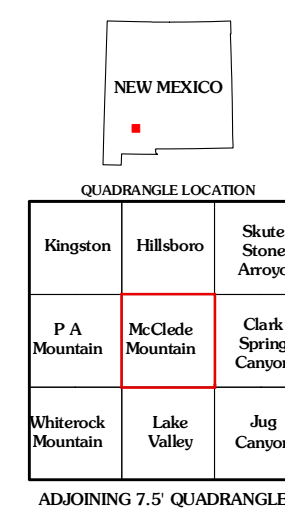 NEW MEXICO
QUADRANGLE LOCATION
Kingston
Hillsboro
Skute
Stone
Arroyo
P A
Mountain
McClede
Mountain
Clark
Spring
Canyon
Whiterock
Mountain
Lake
Valley
Jug
Canyon
ADJOINING 7.5' QUADRANGLE